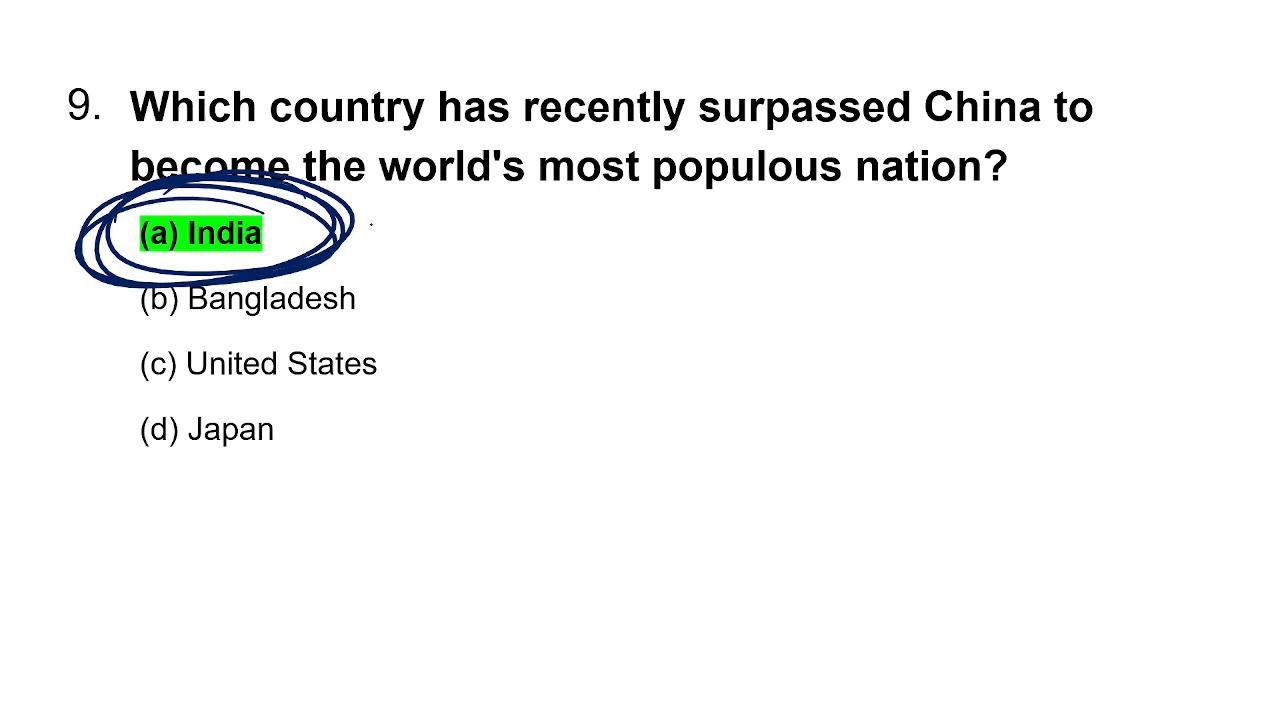 9. Which country has recently surpassed China to
become the world's most populous nation?
(a) India
(b) Bangladesh
(c) United States
(d) Japan